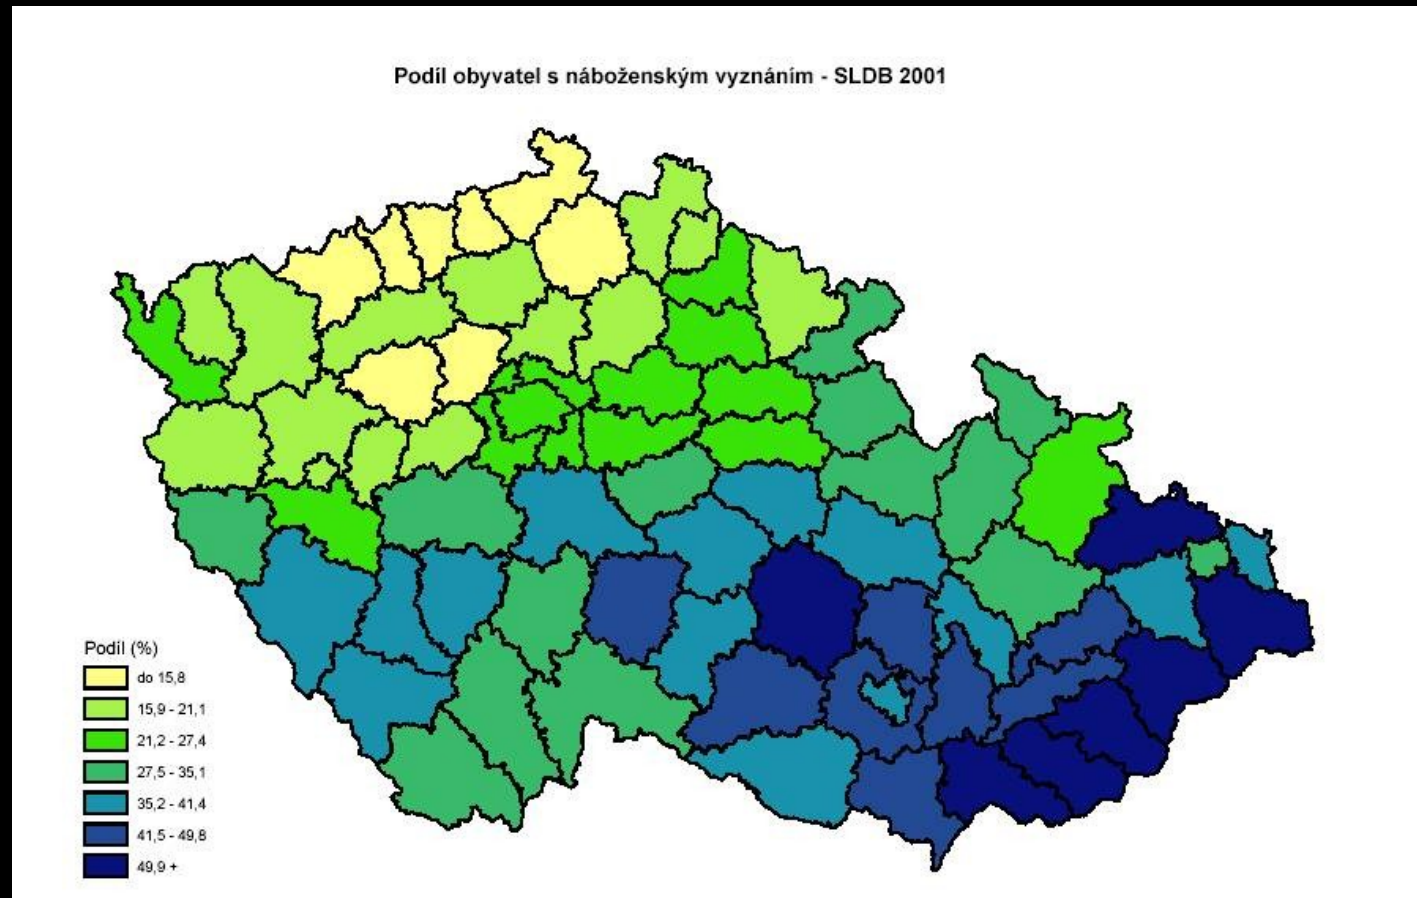 Podíl obyvatel s náboženským vyznáním - SLDB 2001
Podíl (%)
do 15,8
15,9 - 21,1
21,2 - 27,4
27,5 - 35,1
35,2 - 41,4
41,5 - 49,8
49,9 +